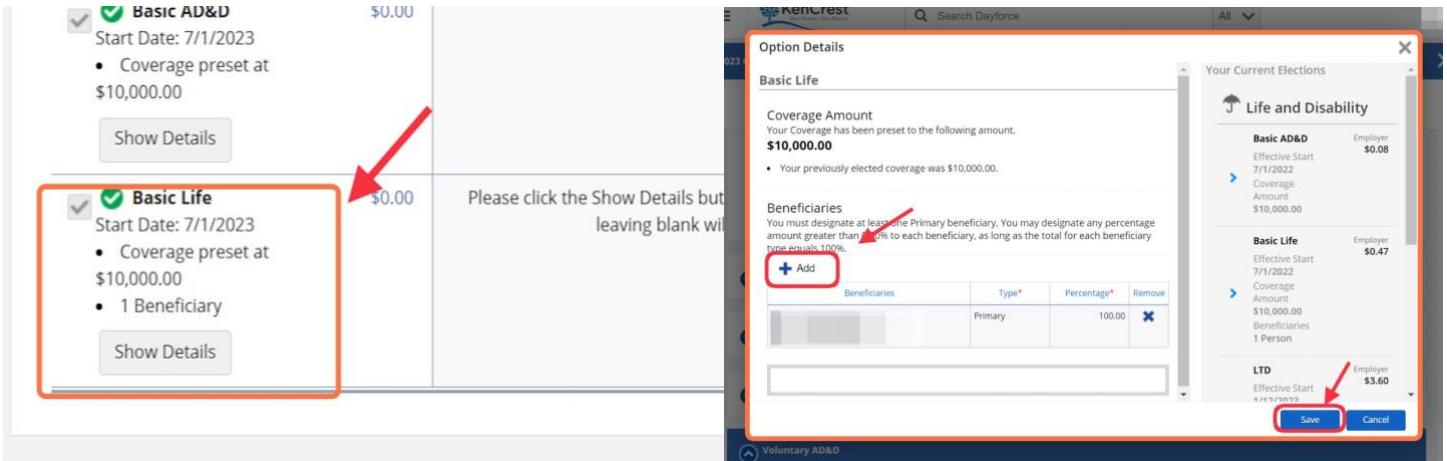 Basic AD&D
$0.00
Start Date: 7/1/2023
• Coverage preset at
$10,000.00
Show Details
Basic Life
$0.00
Please click the Show Details but
Start Date: 7/1/2023
leaving blank wil
• Coverage preset at
$10,000.00
• 1 Beneficiary
Show Details
KenCrest
Search Dayforce
All
Option Details
Basic Life
Coverage Amount
Your Coverage has been preset to the following amount.
$10,000.00
• Your previously elected coverage was $10,000.00.
Beneficiaries
You must designate at least one Primary beneficiary. You may designate any percentage
amount greater than to each beneficiary, as long as the total for each beneficiary
type equals 100%.
Add
Beneficiaries Type* Percentage* Remove
Primary 100.00
Your Current Elections
Life and Disability
Basic AD&D Employer
$0.08
Effective Start
7/1/2022
Coverage
Amount
$10,000.00
Basic Life Employer
$0.47
Effective Start
7/1/2022
Coverage
Amount
$10,000.00
Beneficiaries
1 Person
LTD Employer
$3.60
Effective Start
1/12/2023
Save Cancel
Voluntary AD&D